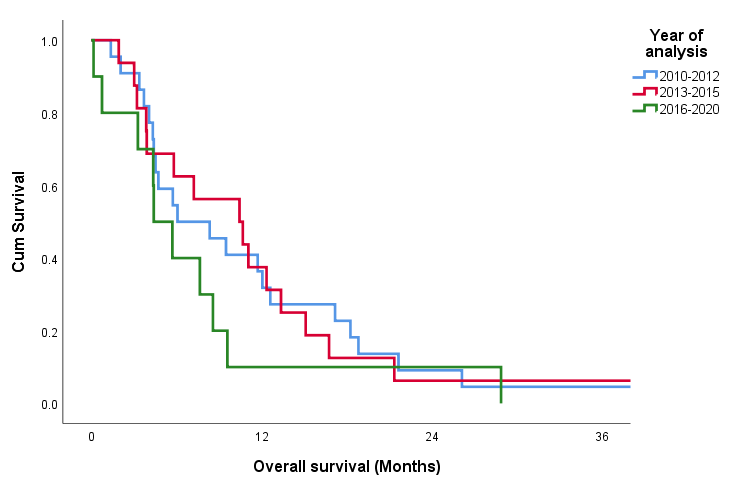 Year of
analysis
2010-2012
2013-2015
2016-2020
1.0
0.8
0.6
0.4
0.2
0.0
Cum Survival
0 12 24 36
Overall survival (Months)